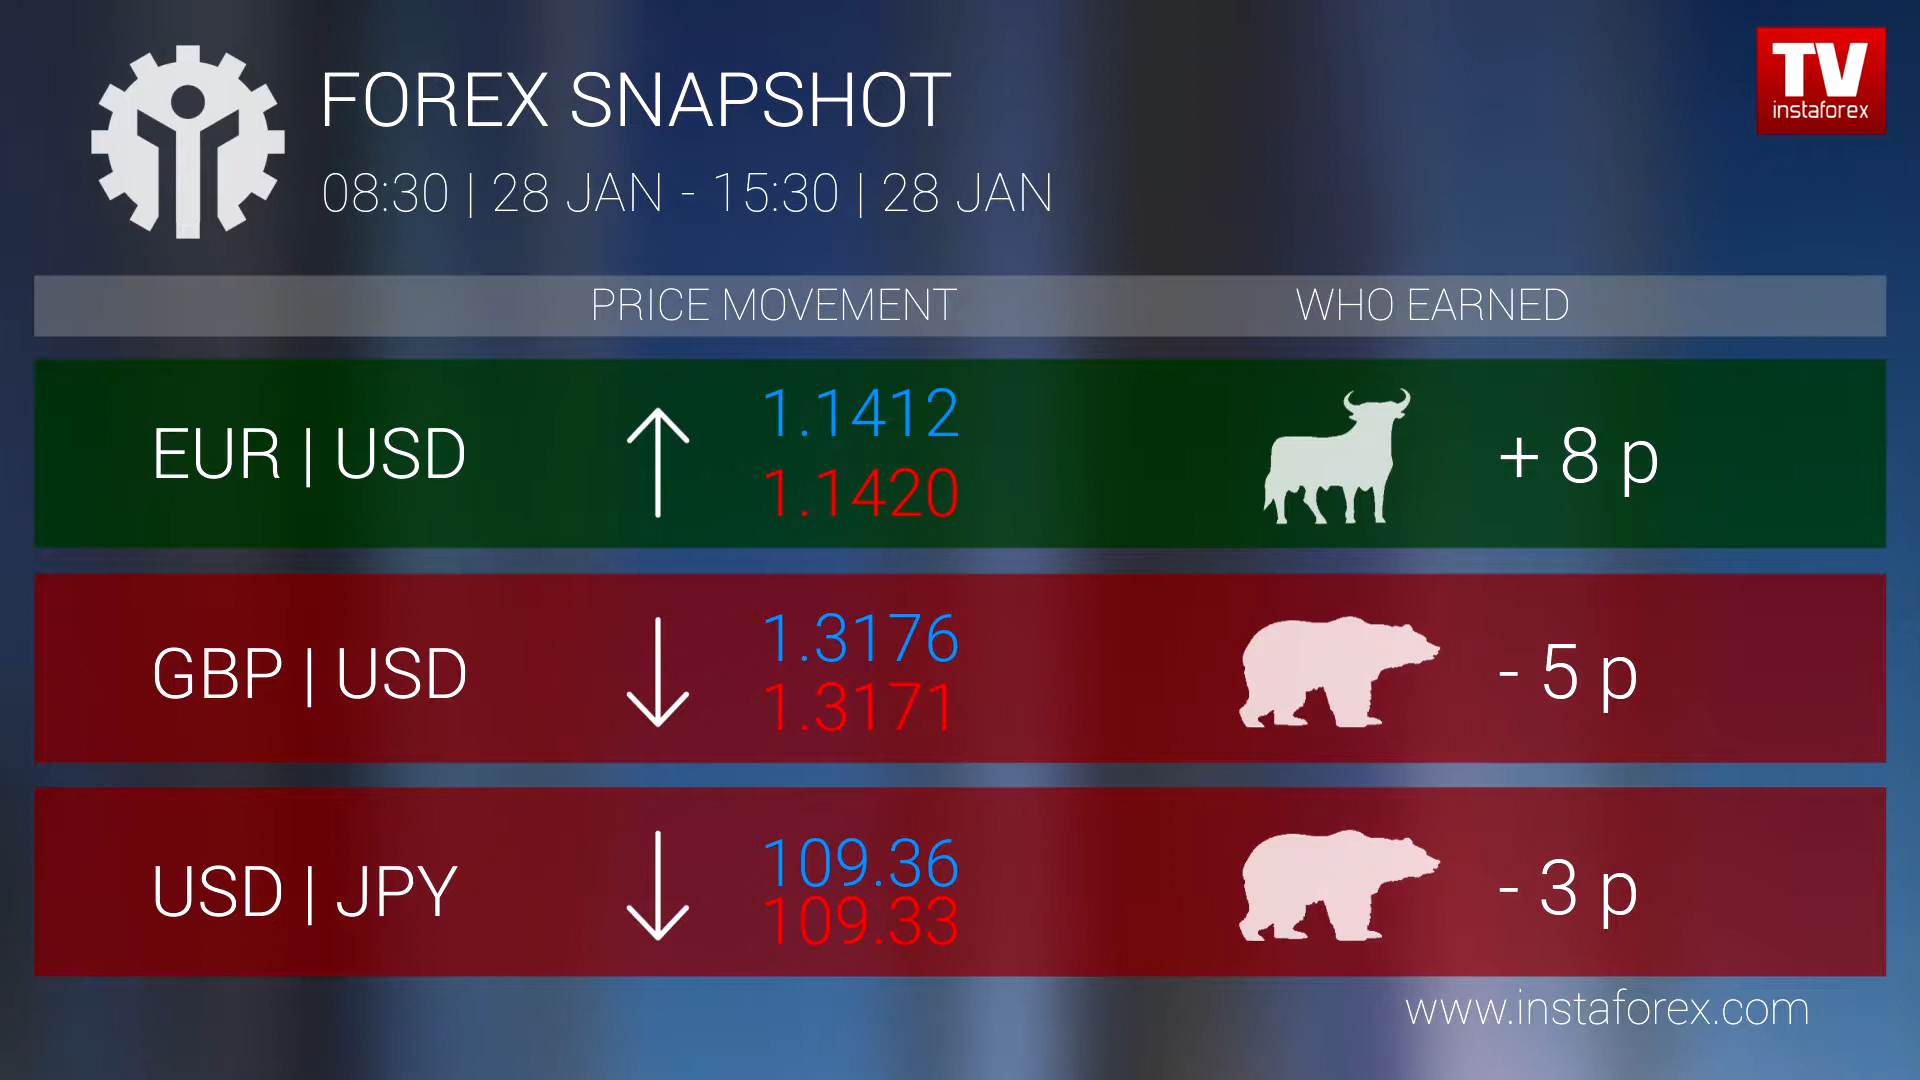 FOREX SNAPSHOT
08:30 | 28 JAN - 15:30 | 28 JAN
TV
instaforex
PRICE MOVEMENT
WHO EARNED
EUR | USD
1.1412
1.1420
+ 8 p
GBP | USD
1.3176
1.3171
- 5 p
USD | JPY
109.36
109.33
- 3 p
www.instaforex.com